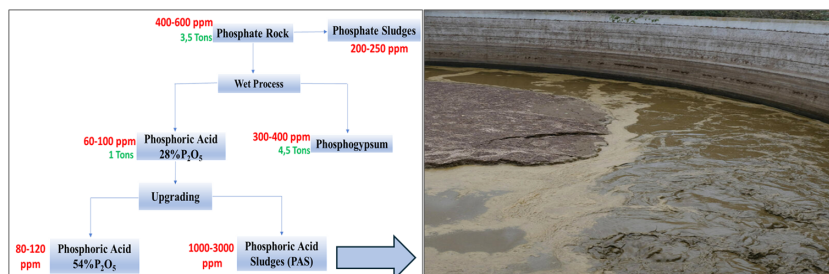 400-600 ppm
3,5 Tons
Phosphate Rock
Phosphate Sludges
200-250 ppm
Wet Process
60-100 ppm
1 Tons
Phosphoric Acid
28%P₂O₅
300-400 ppm
4,5 Tons
Phosphogypsum
Upgrading
80-120
ppm
Phosphoric Acid
54%P₂O₅
1000-3000
ppm
Phosphoric Acid
Sludges (PAS)